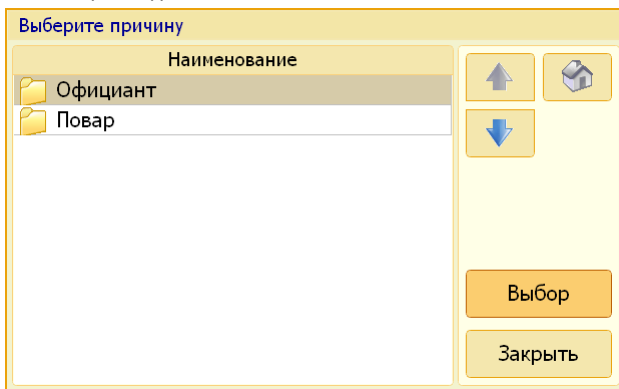 Выберите причину
Наименование
Официант
Повар
Выбор
Закрыть